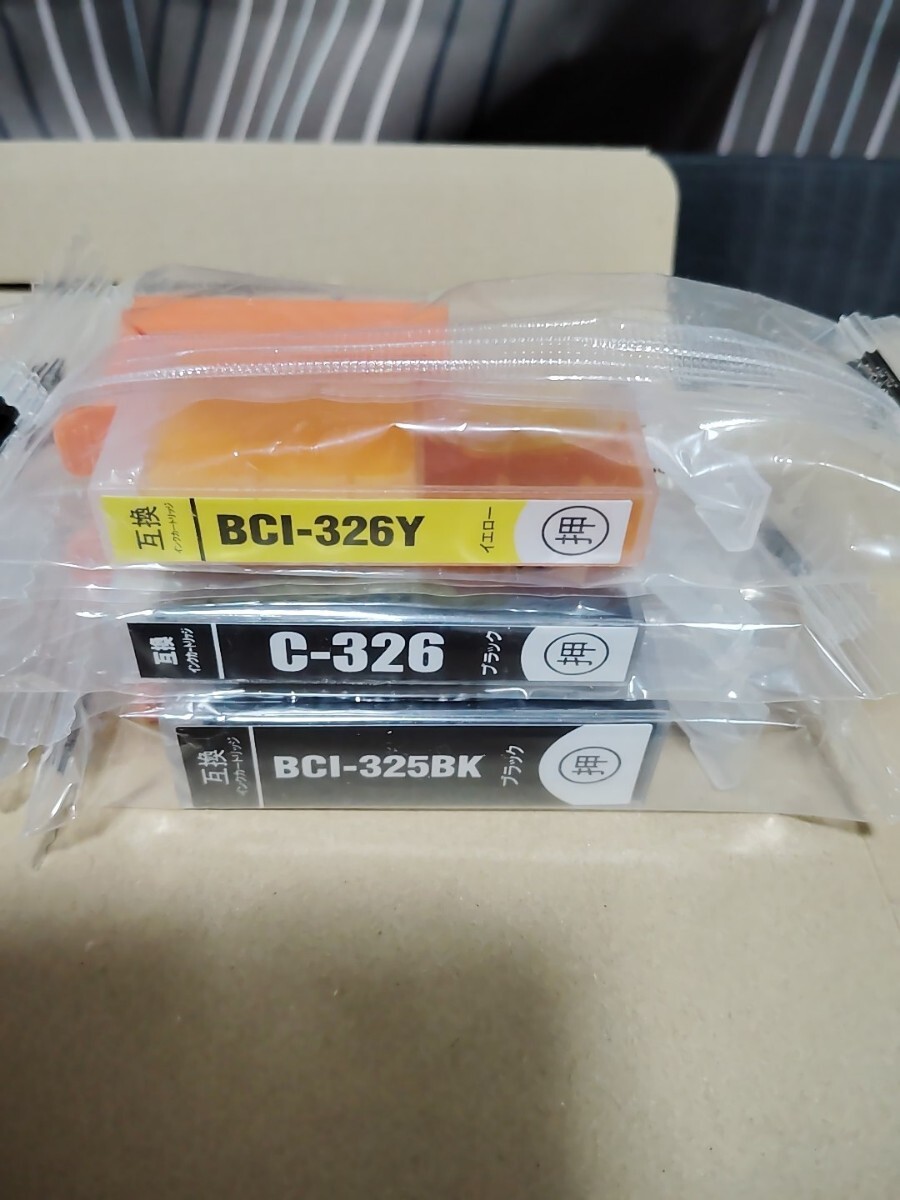 互換
インクカートリッジ
BCI-326Y
イエロー
押
互換
インクカートリッジ
C-326
ブラック
押
互換
インクカートリッジ
BCI-325BK
ブラック
押